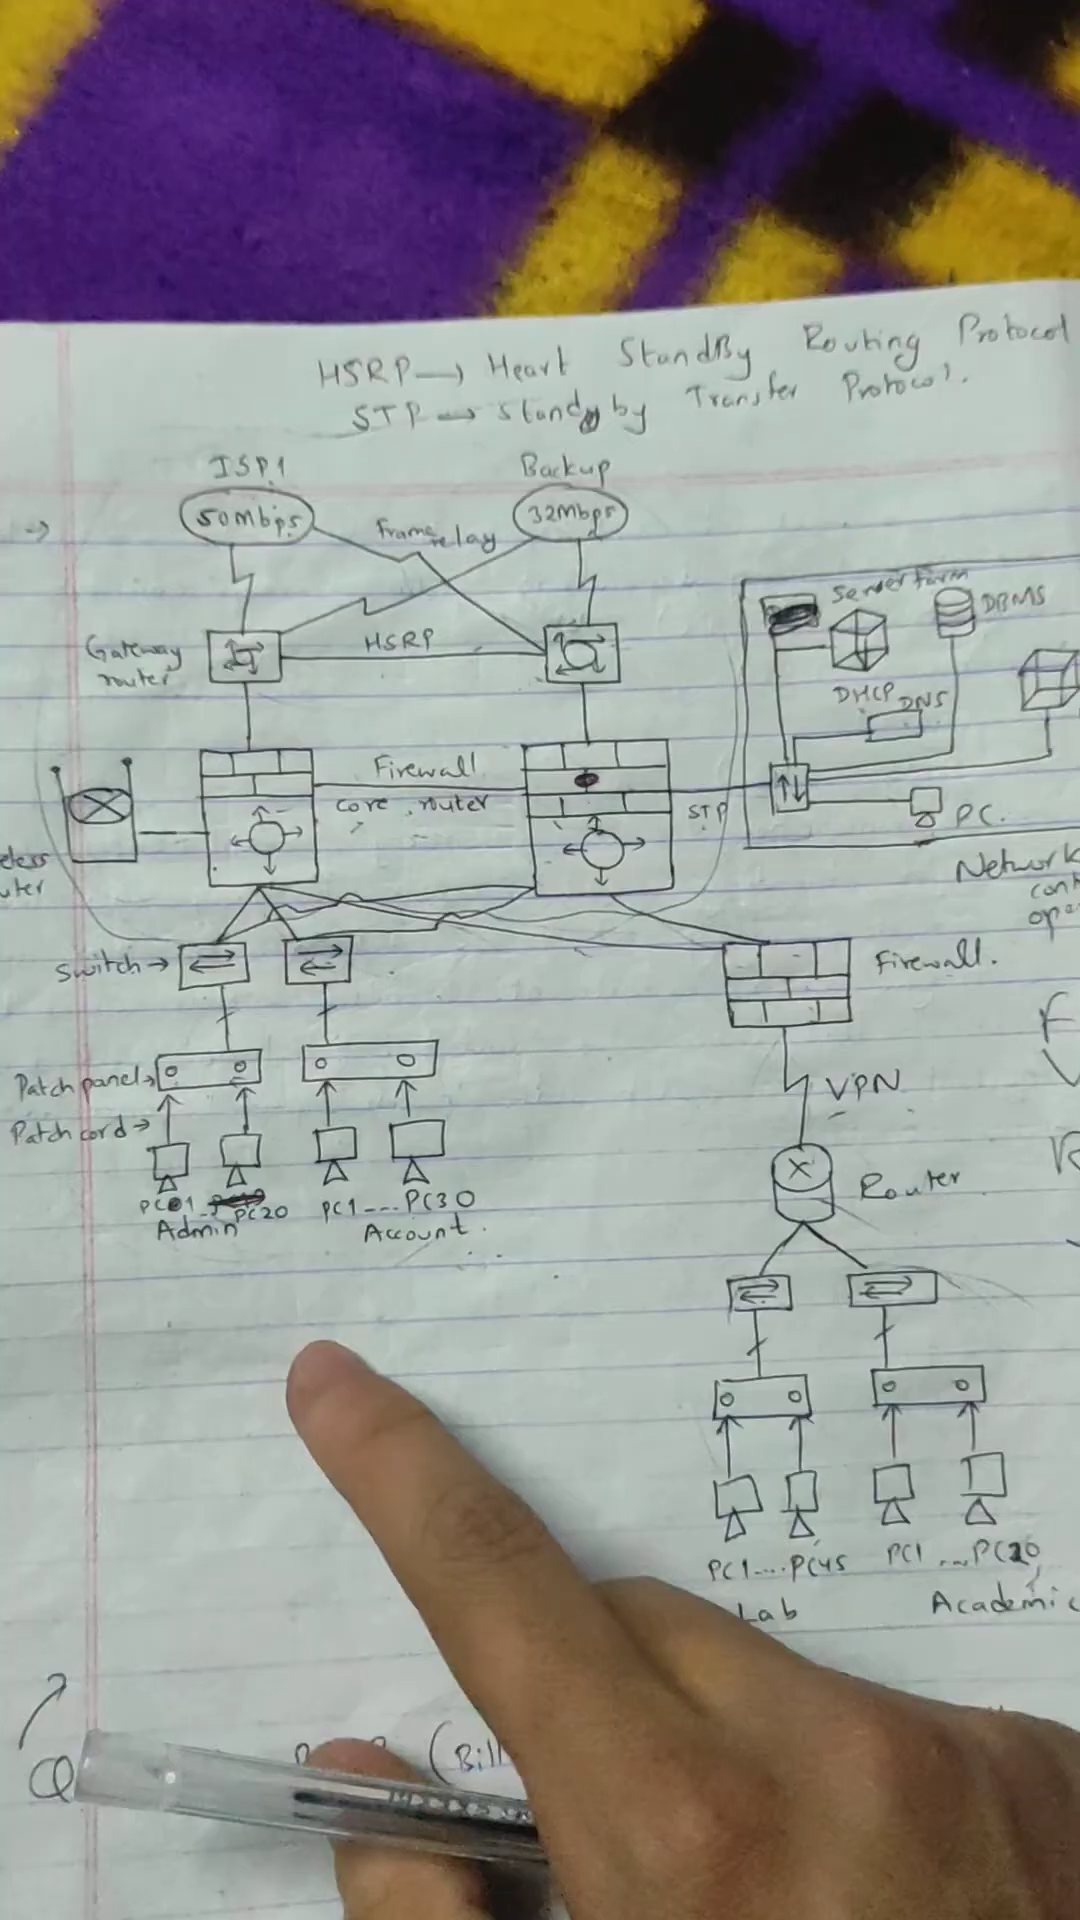 HSRP → Heart StandBy Routing Protocol
STP → Standby Transfer Protocol.
ISP1
Backup
50Mbps
32Mbps
Frame relay
Server farm
DBMS
Gateway router
HSRP
DHCP
DNS
Firewall
core router
STP
PC.
Network
Switch →
Firewall.
Patch panel →
VPN
Patch cord →
Router
PC01 PC20
PC1....PC30
Admin
Account.
PC1....PC45
PC1....PC20
Lab
Academic
(Bill